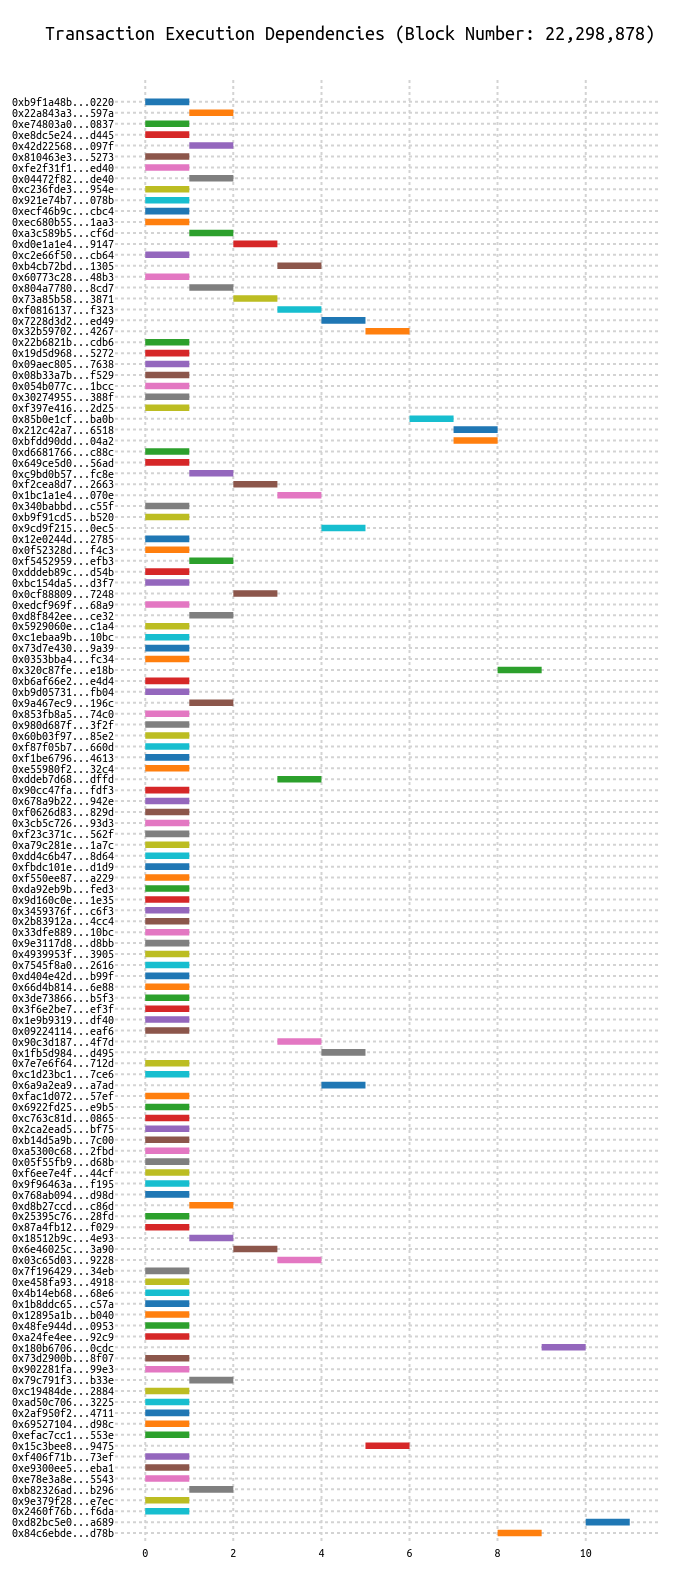 Transaction Execution Dependencies (Block Number: 22,298,878)
0xb9f1a48b...0220
0x22a843a3...597a
0xe74803a0...0837
0xe8dc5e24...d445
0x42d22568...097f
0x810463e3...5273
0xfe2f31f1...ed40
0x04472f82...de40
0xc236fde3...954e
0x921e74b7...078b
0xecf46b9c...cbc4
0xec680b55...1aa3
0xa3c589b5...cf6d
0xd0e1a1e4...9147
0xc2e66f50...cb64
0xb4cb72bd...1305
0x60773c28...48b3
0x804a7780...8cd7
0x73a85b58...3871
0xf0816137...f323
0x7228d3d2...ed49
0x32b59702...4267
0x22b6821b...cdb6
0x19d5d968...5272
0x09aec805...7638
0x08b33a7b...f529
0x054b077c...1bcc
0x30274955...388f
0xf397e416...2d25
0x85b0e1cf...ba0b
0x212c42a7...6518
0xbfdd90dd...04a2
0xd6681766...c88c
0x649ce5d0...56ad
0xc9bd0b57...fc8e
0xf2cea8d7...2663
0x1bc1a1e4...070e
0x340babbd...c55f
0xb9f91cd5...b520
0x9cd9f215...0ec5
0x12e0244d...2785
0x0f52328d...f4c3
0xf5452959...efb3
0xdddeb89c...d54b
0xbc154da5...d3f7
0x0cf88809...7248
0xedcf969f...68a9
0xd8f842ee...ce32
0x5929060e...c1a4
0xc1ebaa9b...10bc
0x73d7e430...9a39
0x0353bba4...fc34
0x320c87fe...e18b
0xb6af66e2...e4d4
0xb9d05731...fb04
0x9a467ec9...196c
0x853fb8a5...74c0
0x980d687f...3f2f
0x60b03f97...85e2
0xf87f05b7...660d
0xf1be6796...4613
0xe55980f2...32c4
0xddeb7d68...dffd
0x90cc47fa...fdf3
0x678a9b22...942e
0xf0626d83...829d
0x3cb5c726...93d3
0xf23c371c...562f
0xa79c281e...1a7c
0xdd4c6b47...8d64
0xfbdc101e...d1d9
0xf550ee87...a229
0xda92eb9b...fed3
0x9d160c0e...1e35
0x3459376f...c6f3
0x2b83912a...4cc4
0x33dfe889...10bc
0x9e3117d8...d8bb
0x4939953f...3905
0x7545f8a0...2616
0xd404e42d...b99f
0x66d4b814...6e88
0x3de73866...b5f3
0x3f6e2be7...ef3f
0x1e9b9319...df40
0x09224114...eaf6
0x90c3d187...4f7d
0x1fb5d984...d495
0x7e7e6f64...712d
0xc1d23bc1...7ce6
0x6a9a2ea9...a7ad
0xfac1d072...57ef
0x6922fd25...e9b5
0xc763c81d...0865
0x2ca2ead5...bf75
0xb14d5a9b...7c00
0xa5300c68...2fbd
0x05f55fb9...d68b
0xf6ee7e4f...44cf
0x9f96463a...f195
0x768ab094...d98d
0xd8b27ccd...c86d
0x25395c76...28fd
0x87a4fb12...f029
0x18512b9c...4e93
0x6e46025c...3a90
0x03c65d03...9228
0x7f196429...34eb
0xe458fa93...4918
0x4b14eb68...68e6
0x1b8ddc65...c57a
0x12895a1b...b040
0x48fe944d...0953
0xa24fe4ee...92c9
0x180b6706...0cdc
0x73d2900b...8f07
0x902281fa...99e3
0x79c791f3...b33e
0xc19484de...2884
0xad50c706...3225
0x2af950f2...4711
0x69527104...d98c
0xefac7cc1...553e
0x15c3bee8...9475
0xf406f71b...73ef
0xe9300ee5...eba1
0xe78e3a8e...5543
0xb82326ad...b296
0x9e379f28...e7ec
0x2460f76b...f6da
0xd82bc5e0...a689
0x84c6ebde...d78b
0 2 4 6 8 10